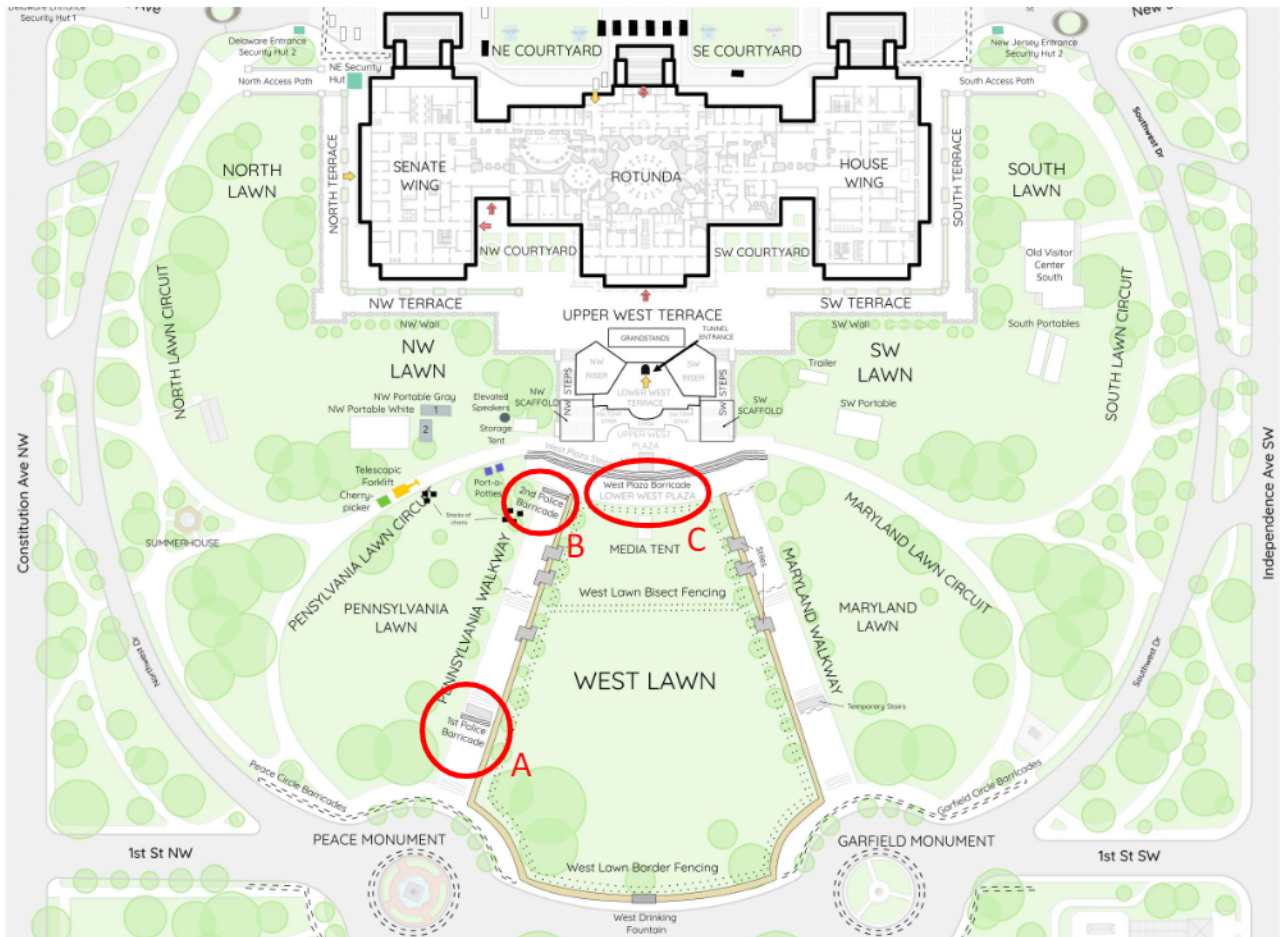 Security Hut 1
Ave
Delaware Entrance
Security Hut 2
NE Security
Hut
North Access Path
NE COURTYARD
SE COURTYARD
New Jersey Entrance
Security Hut 2
South Access Path
NORTH
LAWN
NORTH TERRACE
SENATE
WING
ROTUNDA
HOUSE
WING
SOUTH TERRACE
SOUTH
LAWN
Southwest Dr
NW COURTYARD
SW COURTYARD
Old Visitor
Center
South
NORTH LAWN CIRCUIT
SOUTH LAWN CIRCUIT
NW TERRACE
UPPER WEST TERRACE
SW TERRACE
NW Wall
SW Wall
South Portables
GRANDSTANDS
TUNNEL
ENTRANCE
NW
LAWN
NW
RISER
SW
RISER
SW
LAWN
Trailer
NW STEPS
LOWER WEST
TERRACE
SW STEPS
NW
SCAFFOLD
SW
SCAFFOLD
NW Portable Gray
NW Portable White
1
2
Elevated
Speakers
Storage
Tent
SW Portable
UPPER WEST
PLAZA
West Plaza Steps
Telescopic
Forklift
Cherry-
picker
Port-o-
Potties
Stacks of
chairs
2nd Police
Barricade
B
West Plaza Barricade
LOWER WEST PLAZA
C
MEDIA TENT
Stiles
SUMMERHOUSE
PENSYLVANIA LAWN CIRCUIT
MARYLAND LAWN CIRCUIT
PENNSYLVANIA WALKWAY
MARYLAND WALKWAY
West Lawn Bisect Fencing
PENNSYLVANIA
LAWN
MARYLAND
LAWN
Constitution Ave NW
Independence Ave SW
Northwest Dr
Southwest Dr
WEST LAWN
Temporary Stairs
1st Police
Barricade
A
Peace Circle Barricades
Garfield Circle Barricades
PEACE MONUMENT
GARFIELD MONUMENT
1st St NW
1st St SW
West Lawn Border Fencing
West Drinking
Fountain